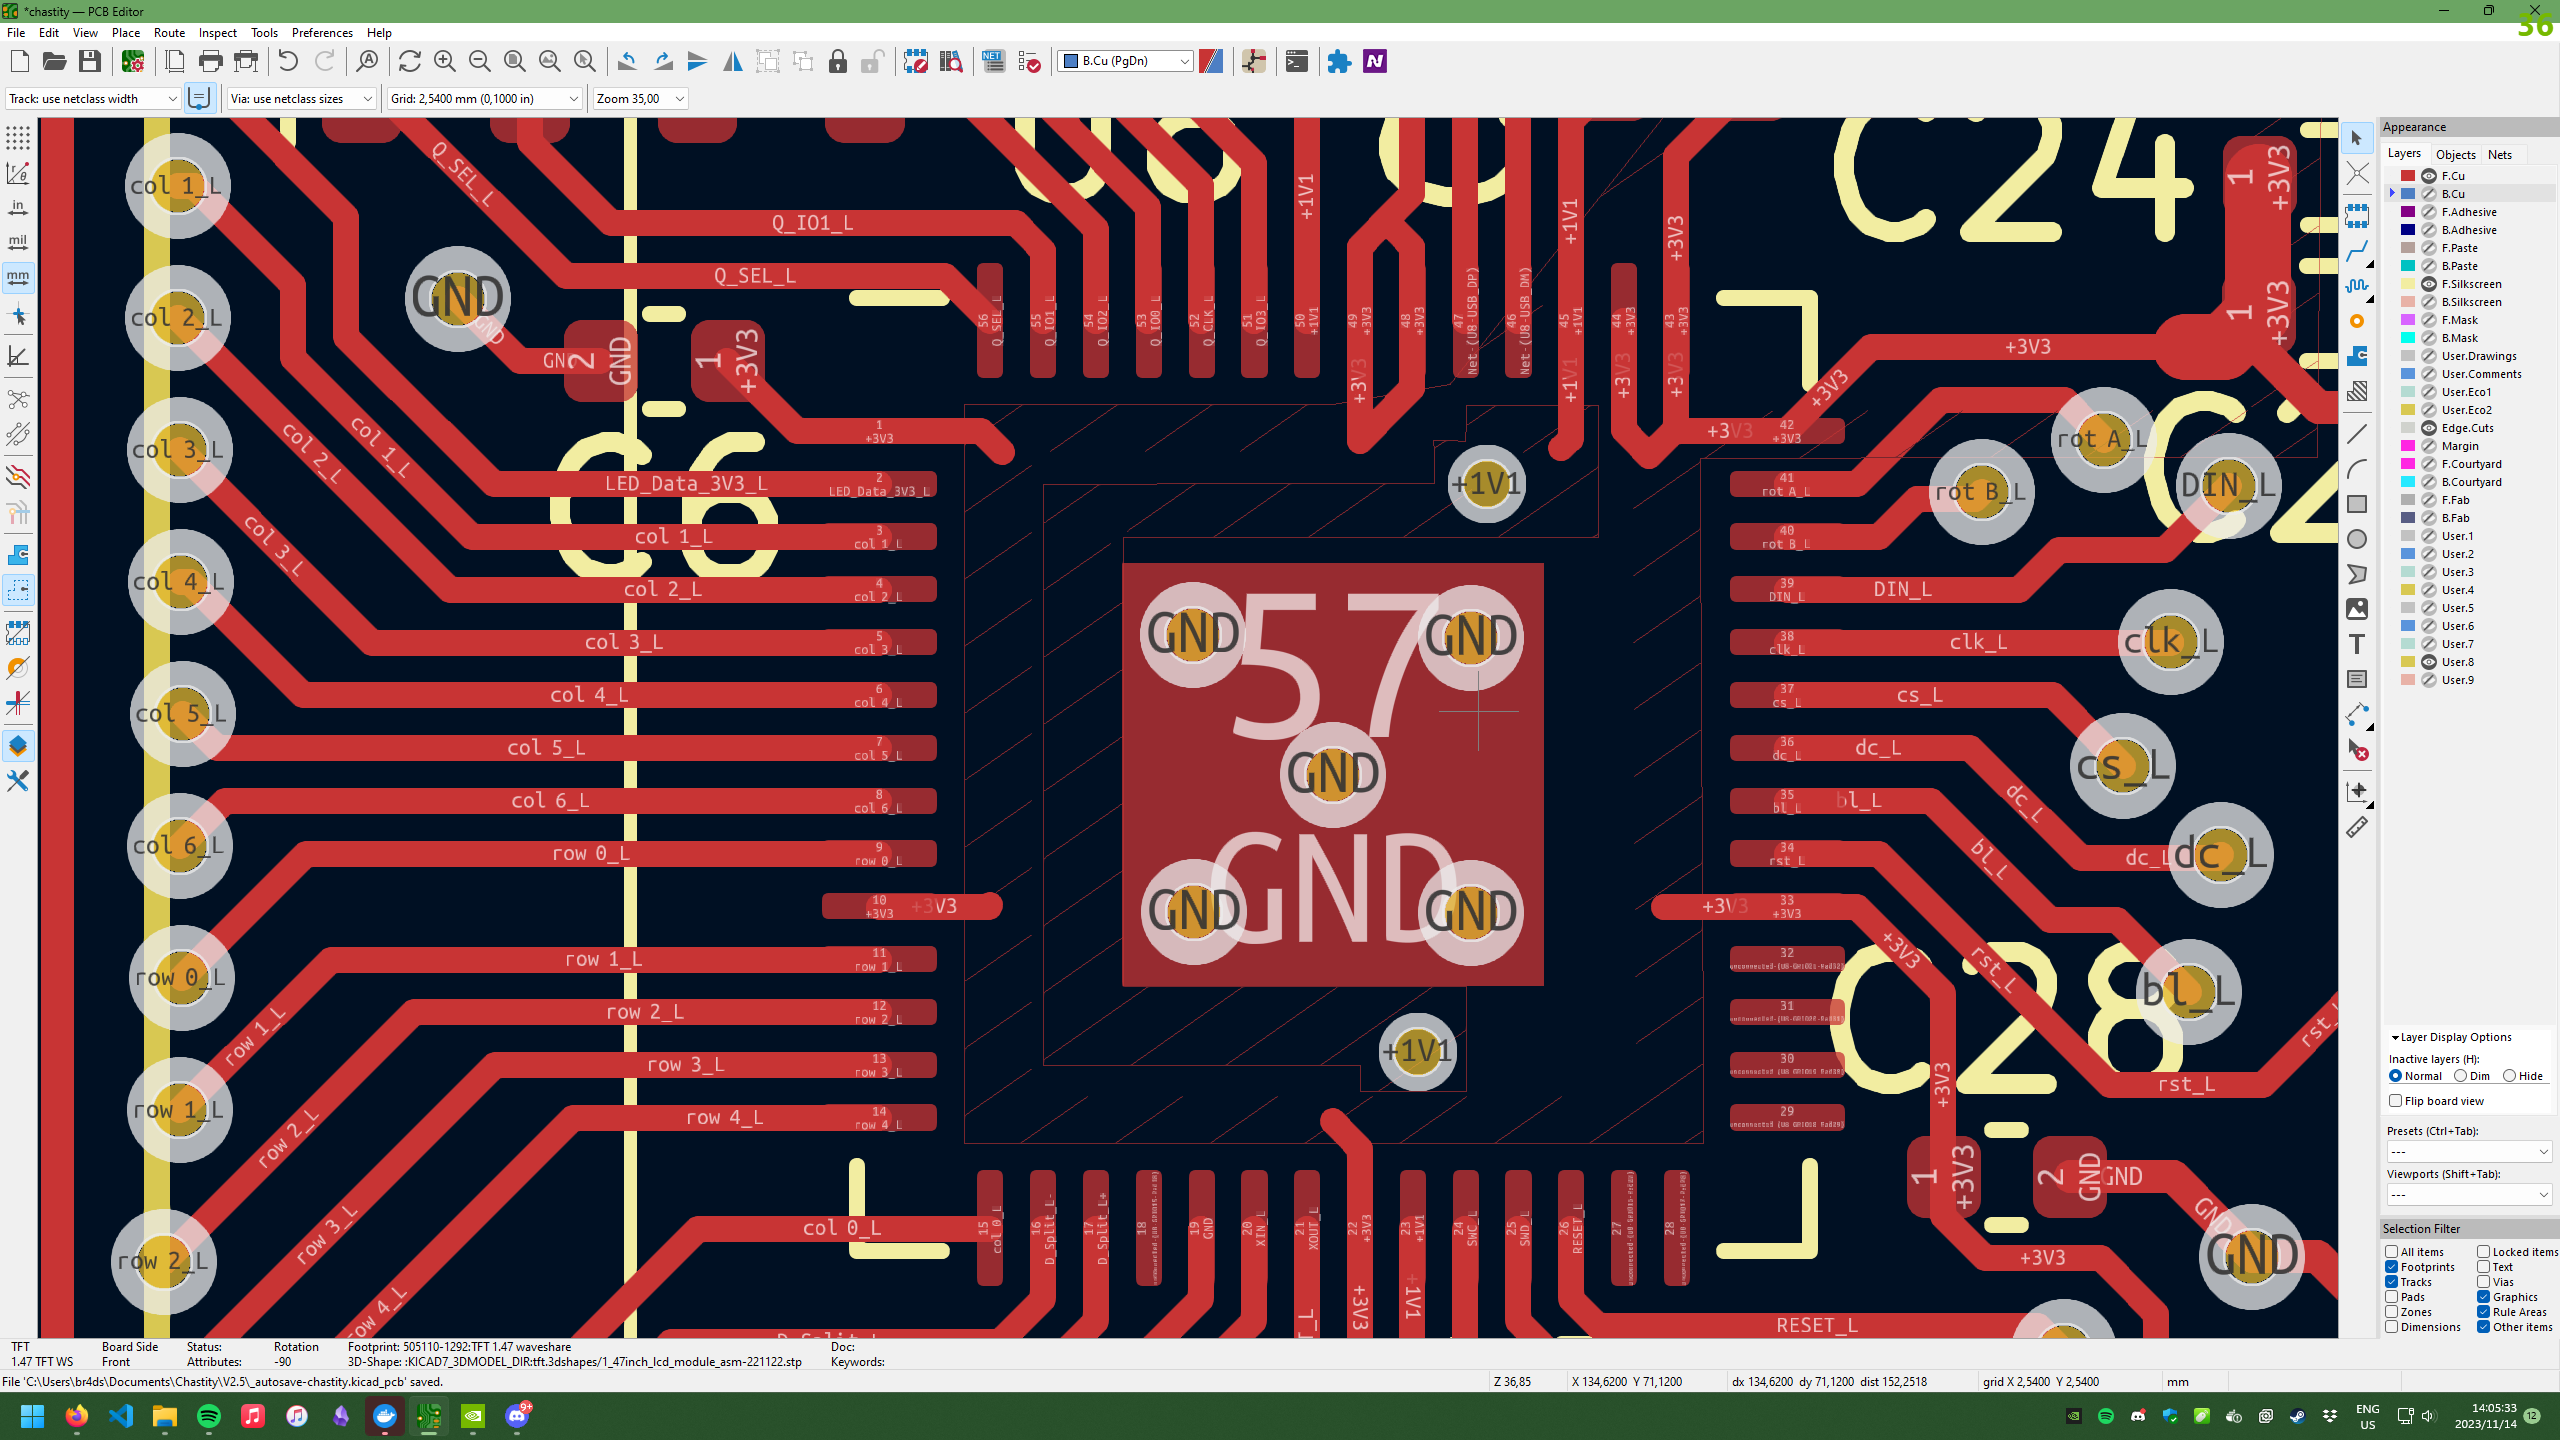 *chastity — PCB Editor
36
File Edit View Place Route Inspect Tools Preferences Help
B.Cu (PgDn)
Track: use netclass width
Via: use netclass sizes
Grid: 2,5400 mm (0,1000 in)
Zoom 35,00
in
mil
mm
col 1_L
col 2_L
col 3_L
col 4_L
col 5_L
col 6_L
row 0_L
row 1_L
row 2_L
Q_SEL_L
Q_IO1_L
Q_SEL_L
GND
GND
2
GND
1
+3V3
col 1_L
col 2_L
col 3_L
C6
1
+3V3
LED_Data_3V3_L
2
LED_Data_3V3_L
col 1_L
3
col 1_L
col 2_L
4
col 2_L
col 3_L
5
col 3_L
col 4_L
6
col 4_L
col 5_L
7
col 5_L
col 6_L
8
col 6_L
row 0_L
9
row 0_L
10
+3V3
+3V3
row 1_L
11
row 1_L
row 2_L
12
row 2_L
row 3_L
13
row 3_L
row 4_L
14
row 4_L
row 1_L
row 2_L
row 3_L
row 4_L
col 0_L
56
Q_SEL_L
55
Q_IO1_L
54
Q_IO2_L
53
Q_IO0_L
52
Q_CLK_L
51
Q_IO3_L
50
+1V1
+1V1
49
+3V3
48
+3V3
+3V3
47
Net-(U8-USB_DP)
46
Net-(U8-USB_DM)
45
+1V1
+1V1
+1V1
44
+3V3
+3V3
43
+3V3
+3V3
+3V3
C24
1
+3V3
1
+3V3
+3V3
+3V3
+1V1
57
GND
GND
GND
GND
GND
GND
+1V1
+3V3
42
+3V3
41
rot A_L
40
rot B_L
39
DIN_L
DIN_L
38
clk_L
clk_L
37
cs_L
cs_L
36
dc_L
dc_L
35
bl_L
bl_L
34
rst_L
+3V3
33
+3V3
32
31
30
29
rot A_L
rot B_L
DIN_L
clk_L
cs_L
dc_L
dc_L
dc_L
bl_L
bl_L
+3V3
rst_L
C28
rst_L
rst_L
+3V3
1
+3V3
2
GND
GND
GND
GND
+3V3
RESET_L
15
col 0_L
16
D_Split_L-
17
D_Split_L+
18
19
GND
20
XIN_L
21
XOUT_L
22
+3V3
+3V3
23
+1V1
+1V1
24
SWC_L
25
SWD_L
26
RESET_L
27
28
Appearance
Layers Objects Nets
F.Cu
B.Cu
F.Adhesive
B.Adhesive
F.Paste
B.Paste
F.Silkscreen
B.Silkscreen
F.Mask
B.Mask
User.Drawings
User.Comments
User.Eco1
User.Eco2
Edge.Cuts
Margin
F.Courtyard
B.Courtyard
F.Fab
B.Fab
User.1
User.2
User.3
User.4
User.5
User.6
User.7
User.8
User.9
Layer Display Options
Inactive layers (H):
Normal Dim Hide
Flip board view
Presets (Ctrl+Tab):
---
Viewports (Shift+Tab):
---
Selection Filter
All items Locked items
Footprints Text
Tracks Vias
Pads Graphics
Zones Rule Areas
Dimensions Other items
TFT Board Side Status: Rotation Footprint: 505110-1292:TFT 1.47 waveshare Doc:
1.47 TFT WS Front Attributes: -90 3D-Shape: :KICAD7_3DMODEL_DIR:tft.3dshapes/1_47inch_lcd_module_asm-221122.stp Keywords:
File 'C:\Users\br4ds\Documents\Chastity\V2.5\_autosave-chastity.kicad_pcb' saved.
Z 36,85 X 134,6200 Y 71,1200 dx 134,6200 dy 71,1200 dist 152,2518 grid X 2,5400 Y 2,5400 mm
9+
ENG
US
14:05:33
2023/11/14
12